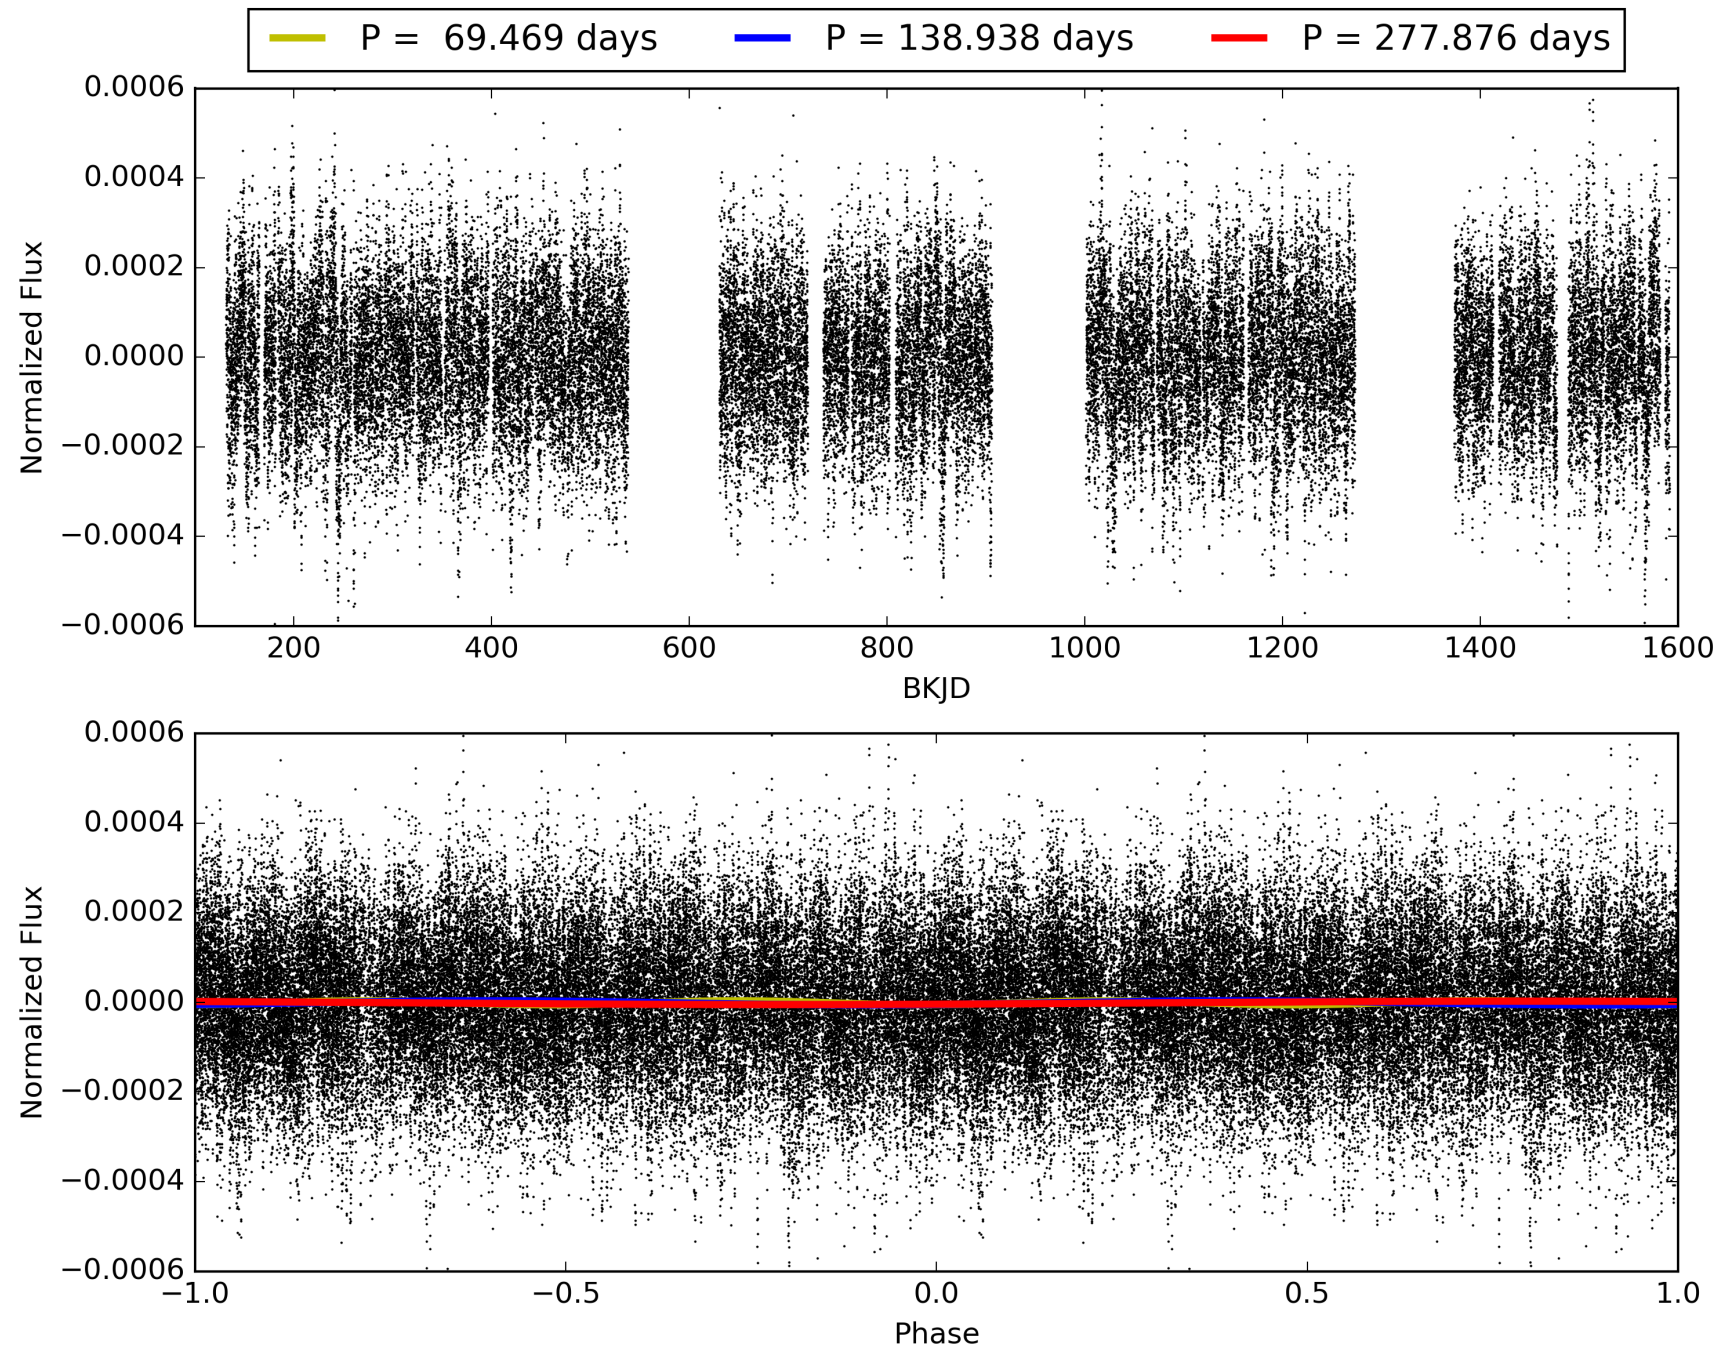 P = 69.469 days P = 138.938 days P = 277.876 days
0.0006
0.0004
0.0002
0.0000
−0.0002
−0.0004
−0.0006
Normalized Flux
200 400 600 800 1000 1200 1400 1600
BKJD
0.0006
0.0004
0.0002
0.0000
−0.0002
−0.0004
−0.0006
Normalized Flux
−1.0 −0.5 0.0 0.5 1.0
Phase